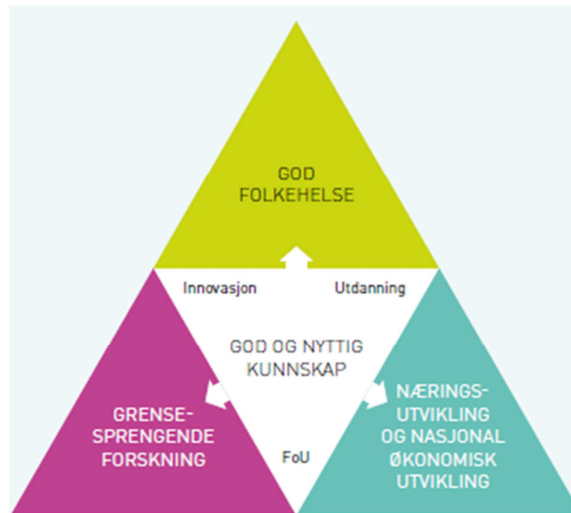 GOD
FOLKEHELSE
Innovasjon
Utdanning
GOD OG NYTTIG
KUNNSKAP
GRENSE-
SPRENGENDE
FORSKNING
NÆRINGS-
UTVIKLING
OG NASJONAL
ØKONOMISK
UTVIKLING
FoU